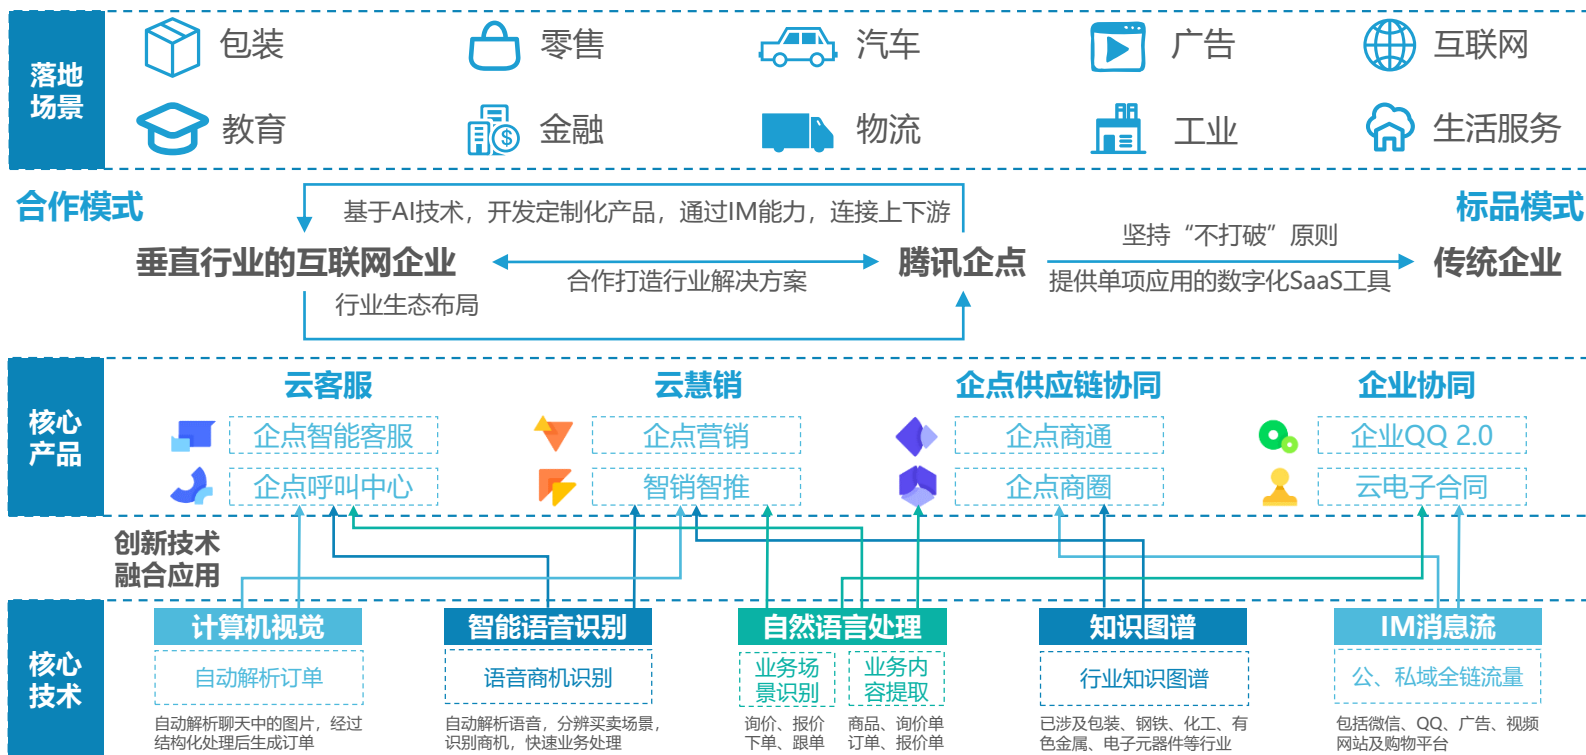 落地
场景
包装
零售
汽车
广告
互联网
教育
金融
物流
工业
生活服务
合作模式
标品模式
基于AI技术，开发定制化产品，通过IM能力，连接上下游
坚持“不打破”原则
垂直行业的互联网企业
腾讯企点
传统企业
合作打造行业解决方案
提供单项应用的数字化SaaS工具
行业生态布局
核心
产品
云客服
云慧销
企点供应链协同
企业协同
企点智能客服
企点营销
企点商通
企业QQ 2.0
企点呼叫中心
智销智推
企点商圈
云电子合同
创新技术
融合应用
核心
技术
计算机视觉
自动解析订单
自动解析聊天中的图片，经过
结构化处理后生成订单
智能语音识别
语音商机识别
自动解析语音，分辨买卖场景，
识别商机，快速业务处理
自然语言处理
业务场
景识别
询价、报价
下单、跟单
业务内
容提取
商品、询价单
订单、报价单
知识图谱
行业知识图谱
已涉及包装、钢铁、化工、有
色金属、电子元器件等行业
IM消息流
公、私域全链流量
包括微信、QQ、广告、视频
网站及购物平台